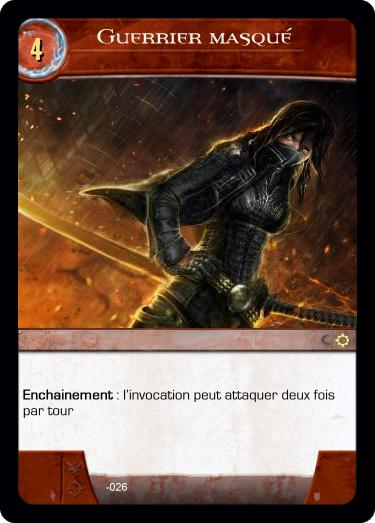 4
Guerrier masqué
Enchainement : l'invocation peut attaquer deux fois
par tour
-026